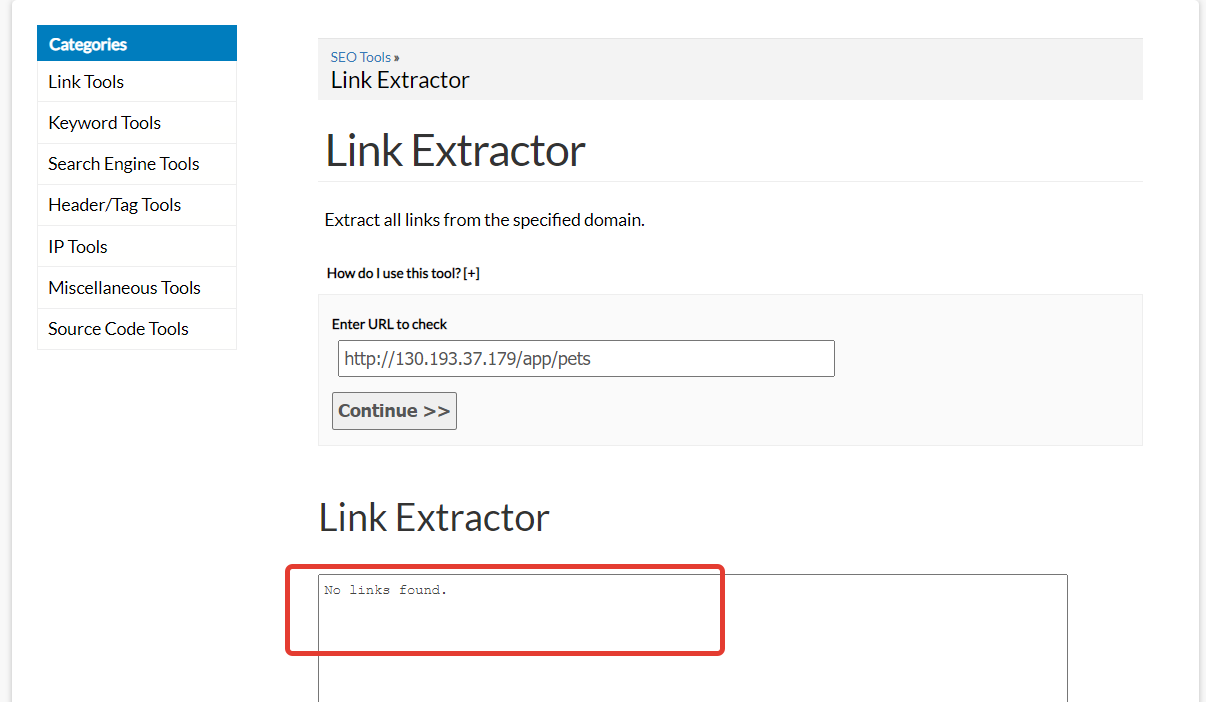 Categories
Link Tools
Keyword Tools
Search Engine Tools
Header/Tag Tools
IP Tools
Miscellaneous Tools
Source Code Tools
SEO Tools »
Link Extractor
Link Extractor
Extract all links from the specified domain.
How do I use this tool? [+]
Enter URL to check
http://130.193.37.179/app/pets
Continue >>
Link Extractor
No links found.